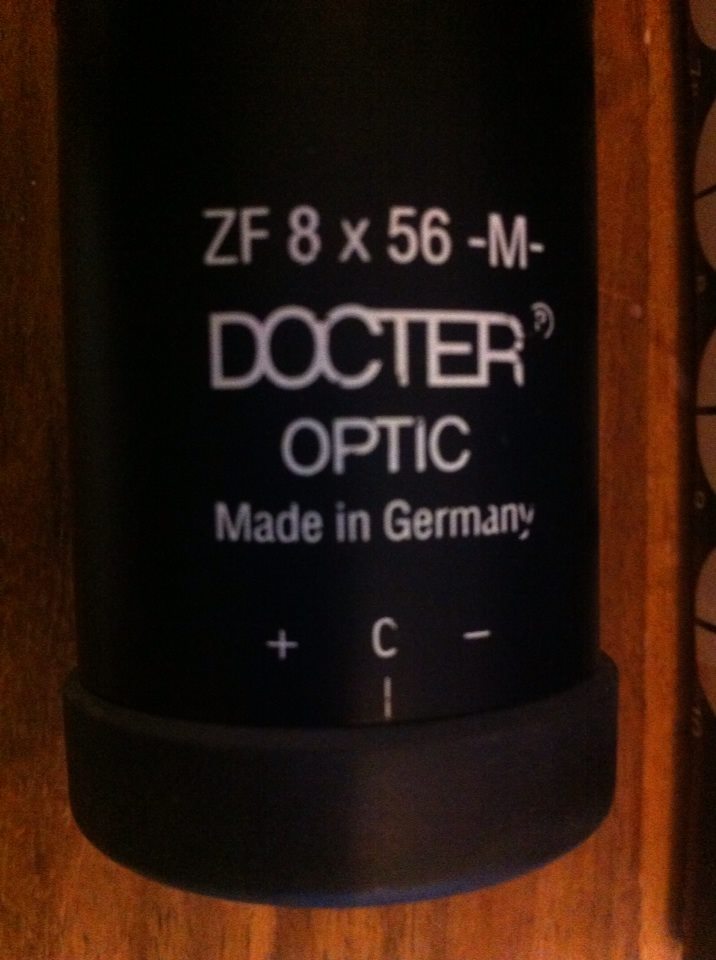 ZF 8 x 56 -M-
DOCTER®
OPTIC
Made in Germany
+ C -